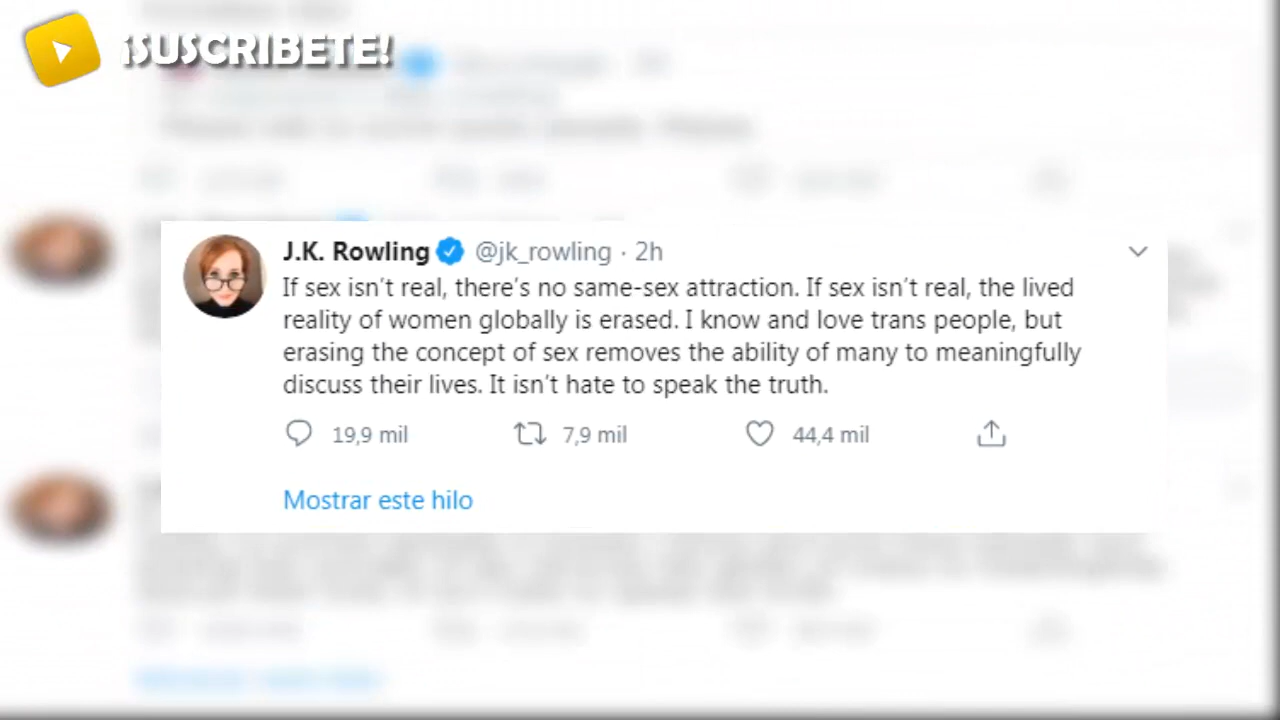 ¡SUSCRIBETE!
J.K. Rowling @jk_rowling · 2h
If sex isn't real, there's no same-sex attraction. If sex isn't real, the lived
reality of women globally is erased. I know and love trans people, but
erasing the concept of sex removes the ability of many to meaningfully
discuss their lives. It isn't hate to speak the truth.
19,9 mil 7,9 mil 44,4 mil
Mostrar este hilo